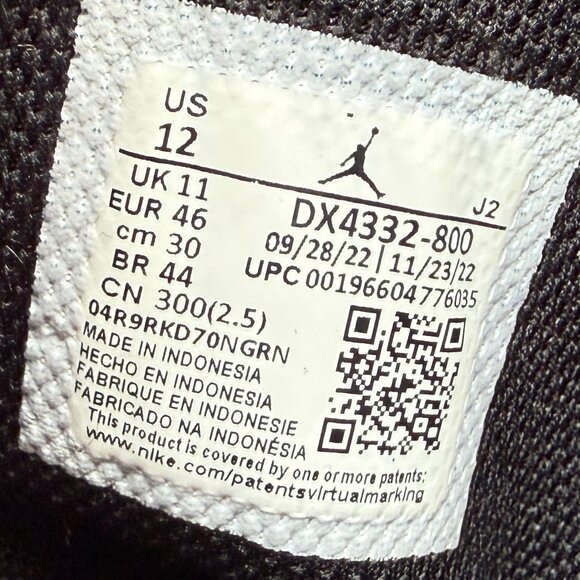 US
12
J2
UK 11
EUR 46
cm 30
BR 44
CN 300(2.5)
DX4332-800
09/28/22 | 11/23/22
UPC 00196604776035
04R9RKD70NGRN
MADE IN INDONESIA
HECHO EN INDONESIA
FABRIQUE EN INDONESIE
FABRICADO NA INDONÉSIA
This product is covered by one or more patents:
www.nike.com/patentsvirtualmarking